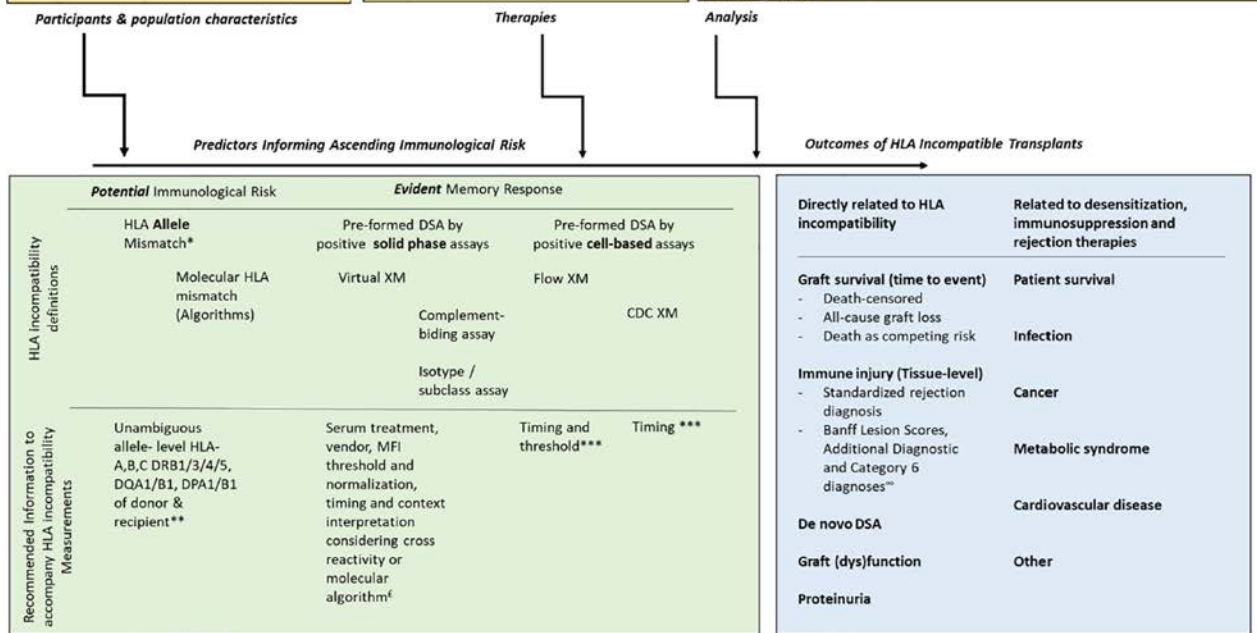 Participants & population characteristics
Therapies
Analysis
Predictors Informing Ascending Immunological Risk
Outcomes of HLA Incompatible Transplants
HLA incompatibility
definitions
Potential Immunological Risk
Evident Memory Response
HLA Allele
Mismatch*
Molecular HLA
mismatch
(Algorithms)
Pre-formed DSA by
positive solid phase assays
Virtual XM
Complement-
biding assay
Isotype /
subclass assay
Pre-formed DSA by
positive cell-based assays
Flow XM
CDC XM
Recommended Information to
accompany HLA incompatibility
Measurements
Unambiguous
allele- level HLA-
A,B,C DRB1/3/4/5,
DQA1/B1, DPA1/B1
of donor &
recipient**
Serum treatment,
vendor, MFI
threshold and
normalization,
timing and context
interpretation
considering cross
reactivity or
molecular
algorithm£
Timing and
threshold***
Timing ***
Directly related to HLA
incompatibility
Graft survival (time to event)
- Death-censored
- All-cause graft loss
- Death as competing risk
Immune injury (Tissue-level)
- Standardized rejection
diagnosis
- Banff Lesion Scores,
Additional Diagnostic
and Category 6
diagnoses∞
De novo DSA
Graft (dys)function
Proteinuria
Related to desensitization,
immunosuppression and
rejection therapies
Patient survival
Infection
Cancer
Metabolic syndrome
Cardiovascular disease
Other